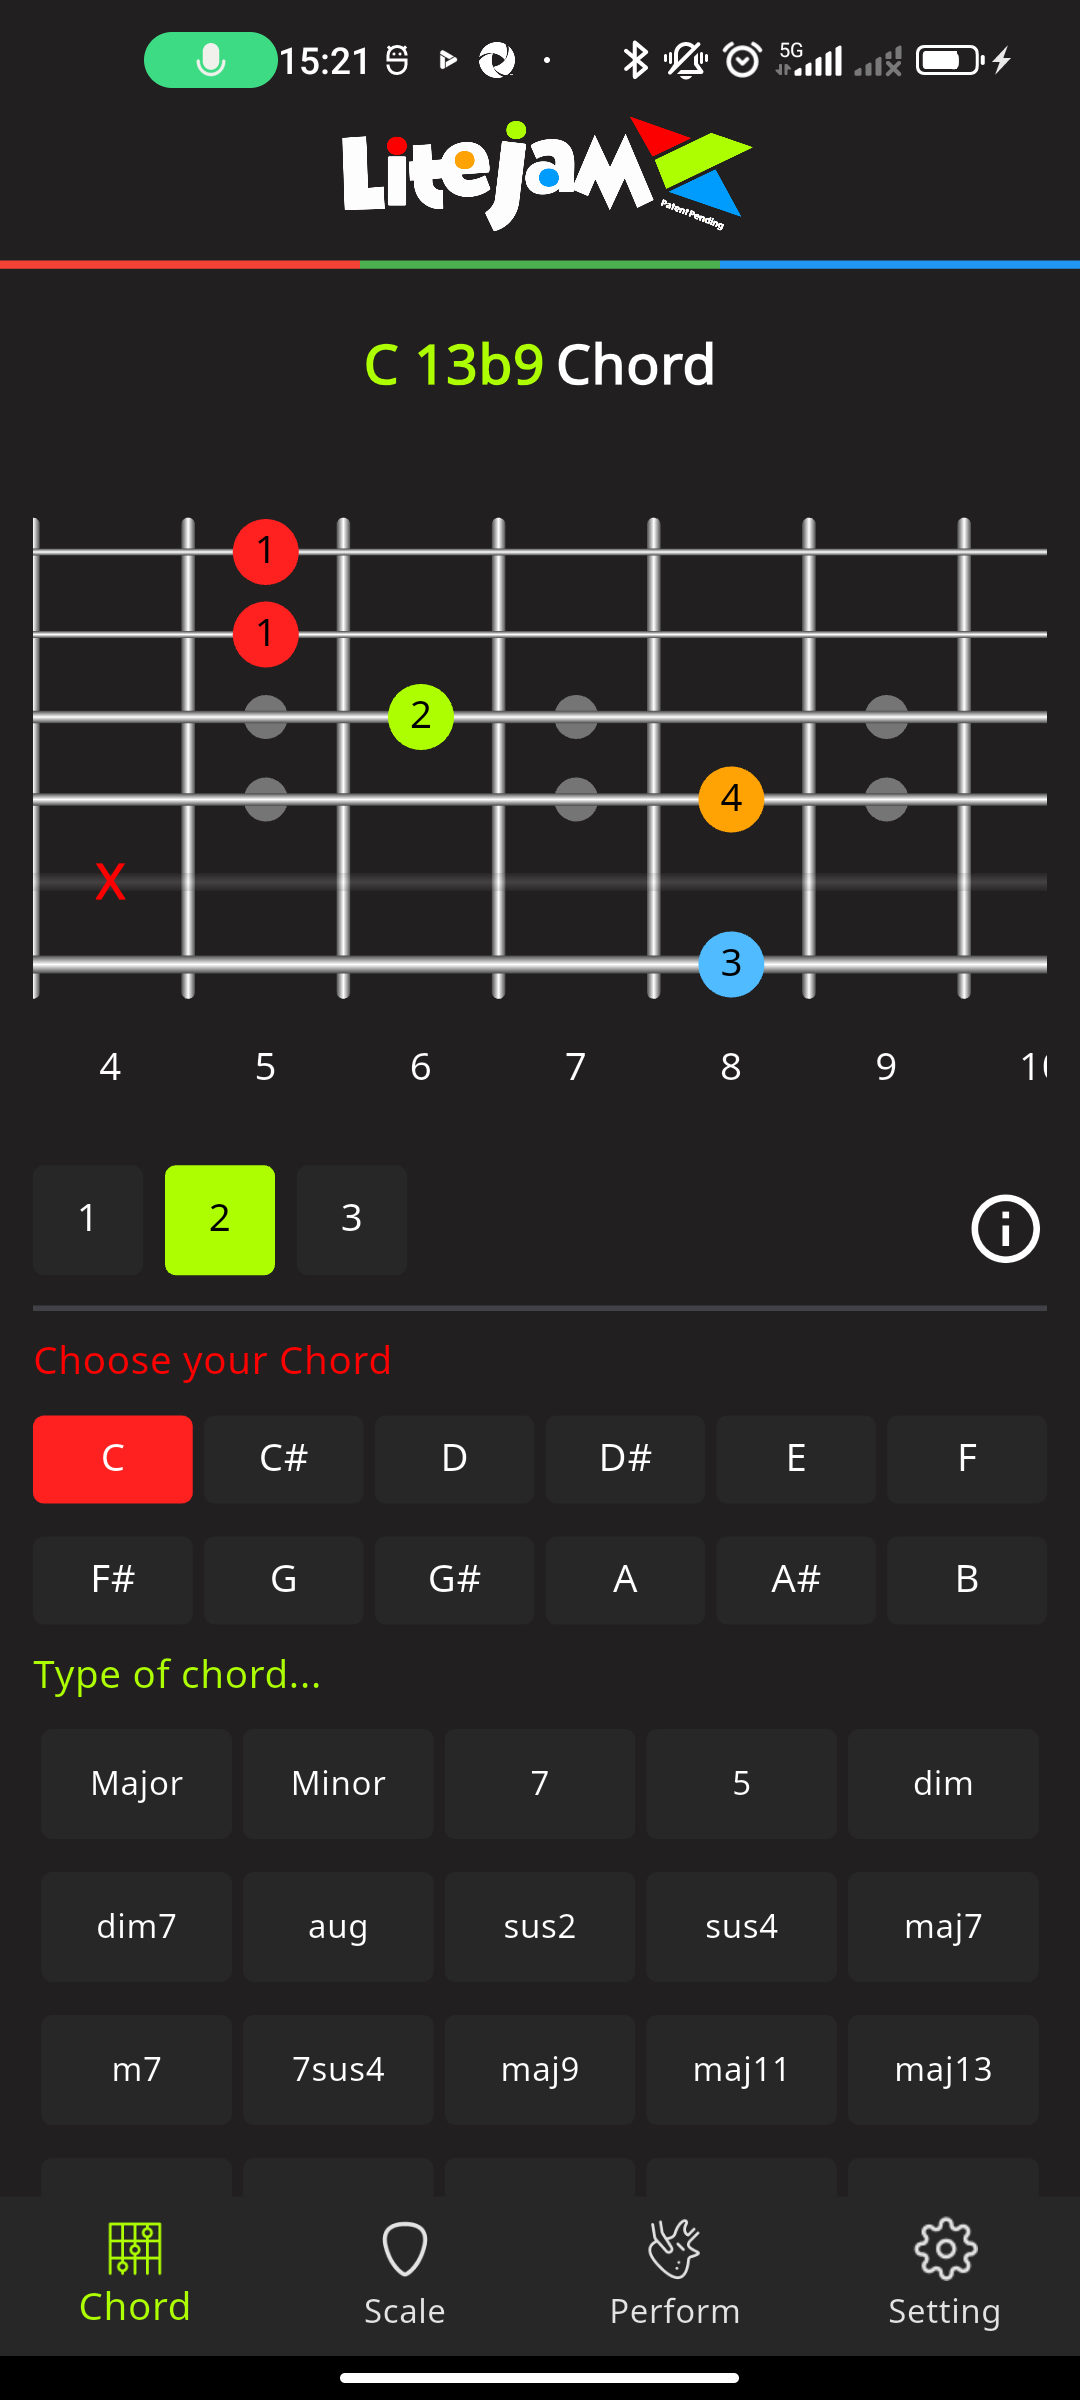 15:21 5G
Litejam
Patent Pending
C 13b9 Chord
1
1
2
4
X
3
4 5 6 7 8 9
1 2 3
Choose your Chord
C C# D D# E F
F# G G# A A# B
Type of chord...
Major Minor 7 5 dim
dim7 aug sus2 sus4 maj7
m7 7sus4 maj9 maj11 maj13
Chord Scale Perform Setting